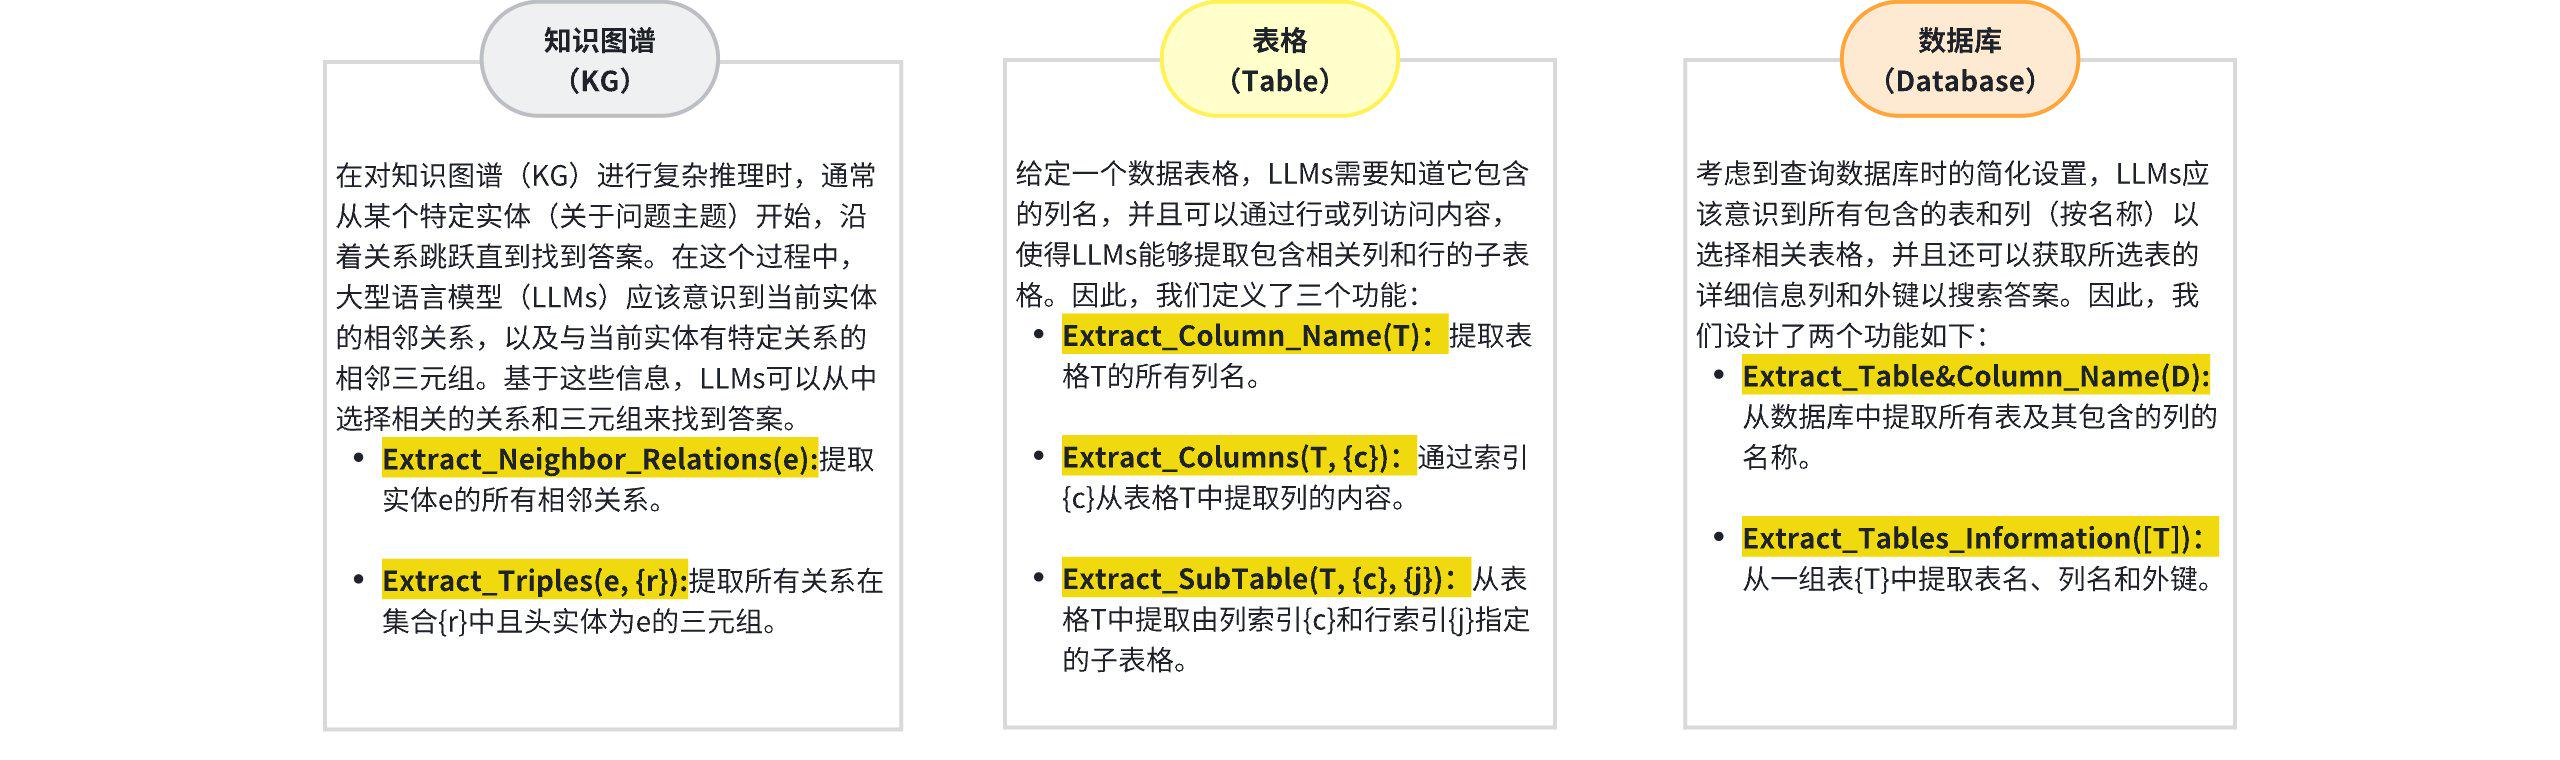 知识图谱
（KG）
在对知识图谱（KG）进行复杂推理时，通常
从某个特定实体（关于问题主题）开始，沿
着关系跳跃直到找到答案。在这个过程中，
大型语言模型（LLMs）应该意识到当前实体
的相邻关系，以及与当前实体有特定关系的
相邻三元组。基于这些信息，LLMs可以从中
选择相关的关系和三元组来找到答案。
• Extract_Neighbor_Relations(e):提取
实体e的所有相邻关系。
• Extract_Triples(e, {r}):提取所有关系在
集合{r}中且头实体为e的三元组。
表格
（Table）
给定一个数据表格，LLMs需要知道它包含
的列名，并且可以通过行或列访问内容，
使得LLMs能够提取包含相关列和行的子表
格。因此，我们定义了三个功能：
• Extract_Column_Name(T)：提取表
格T的所有列名。
• Extract_Columns(T, {c})：通过索引
{c}从表格T中提取列的内容。
• Extract_SubTable(T, {c}, {j})：从表
格T中提取由列索引{c}和行索引{j}指定
的子表格。
数据库
（Database）
考虑到查询数据库时的简化设置，LLMs应
该意识到所有包含的表和列（按名称）以
选择相关表格，并且还可以获取所选表的
详细信息列和外键以搜索答案。因此，我
们设计了两个功能如下：
• Extract_Table&Column_Name(D):
从数据库中提取所有表及其包含的列的
名称。
• Extract_Tables_Information([T])：
从一组表{T}中提取表名、列名和外键。